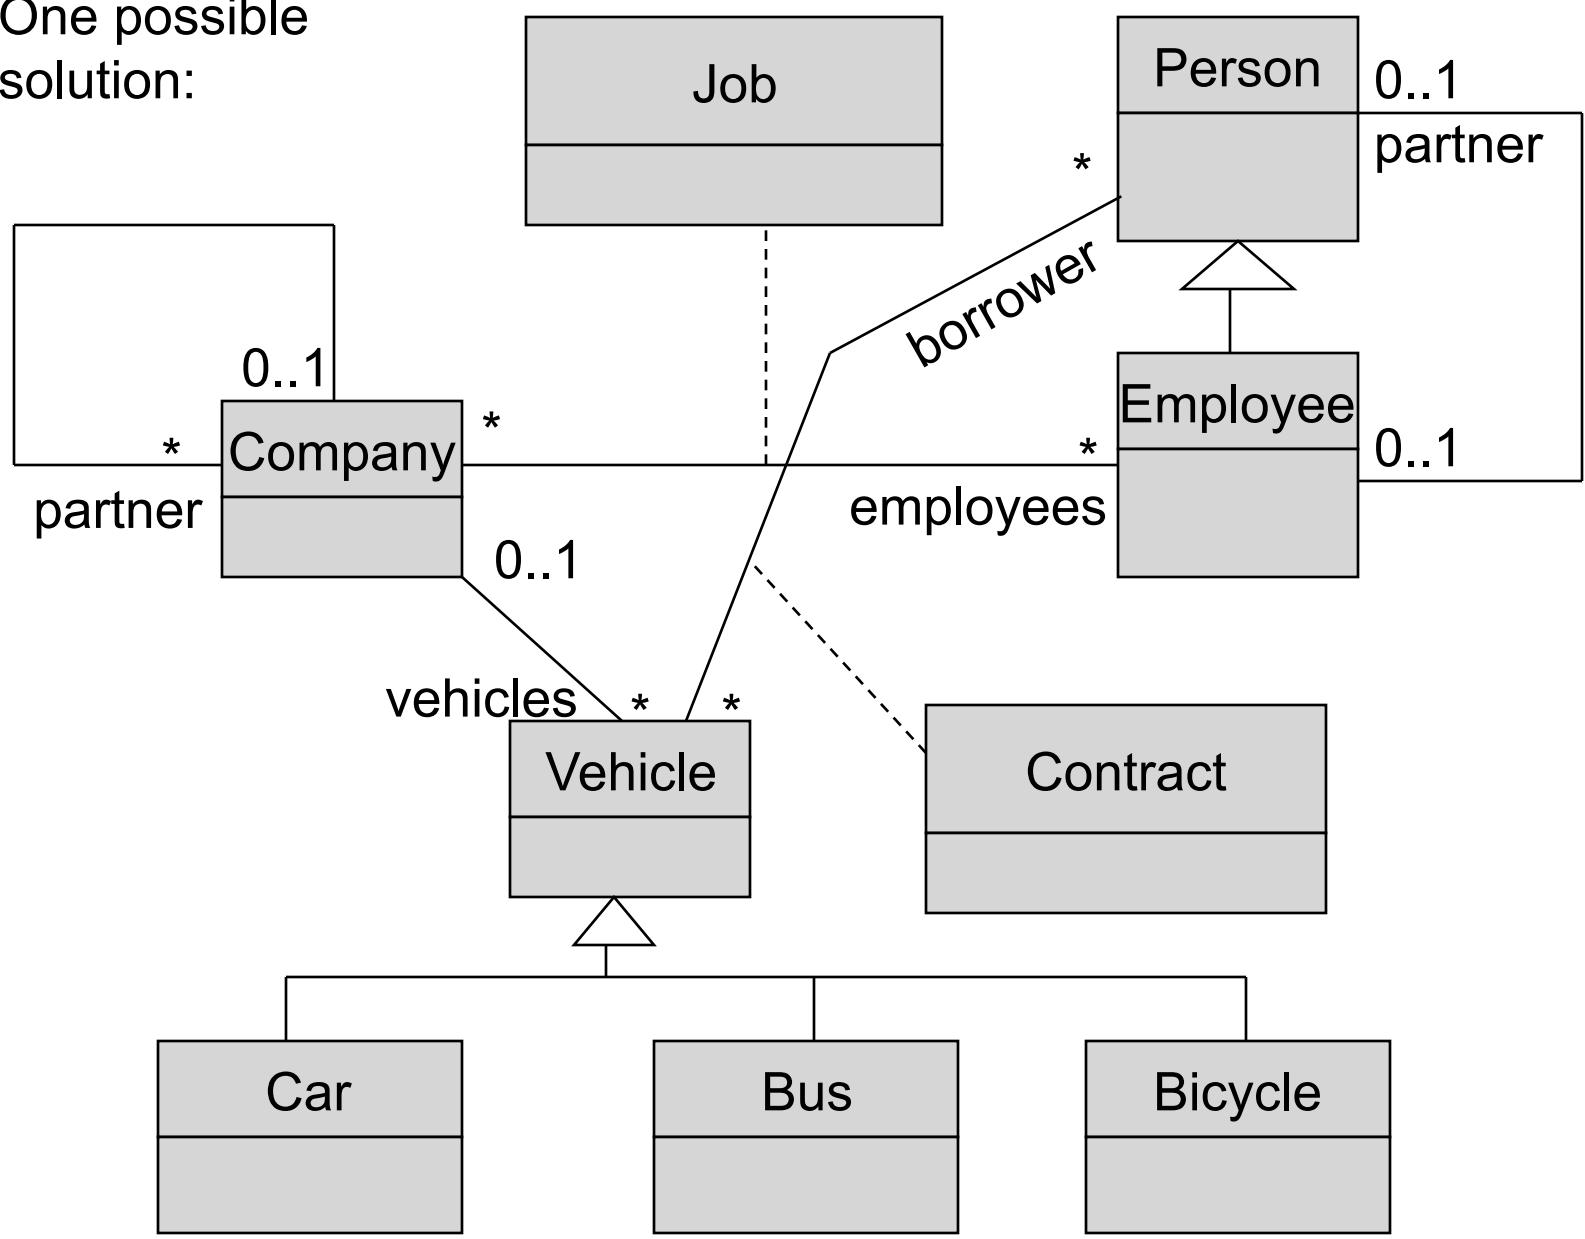 One possible
solution:
Job
Person
0..1
partner
*
borrower
0..1
*
Company
*
partner
Employee
*
0..1
employees
0..1
vehicles
*
*
Vehicle
Contract
Car
Bus
Bicycle